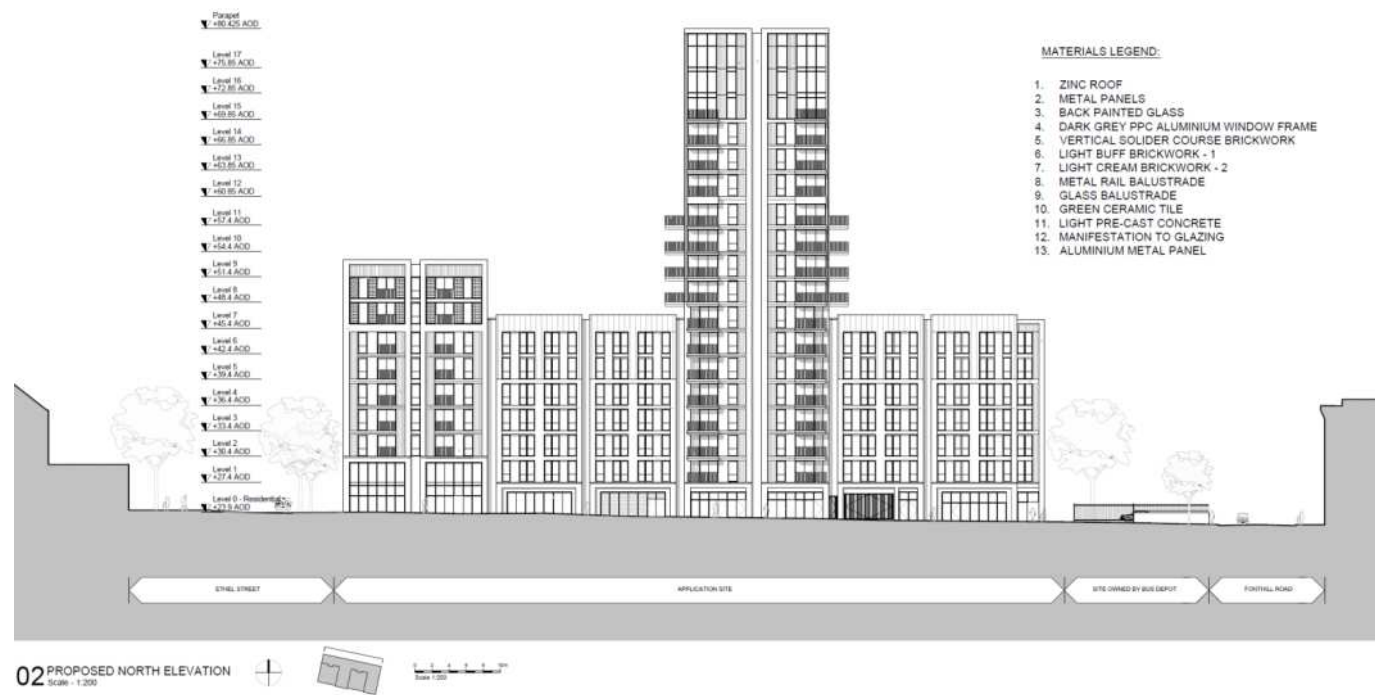 Parapet
+80.425 AOD
Level 17
+75.85 AOD
Level 16
+72.85 AOD
Level 15
+69.85 AOD
Level 14
+66.85 AOD
Level 13
+63.85 AOD
Level 12
+60.85 AOD
Level 11
+57.4 AOD
Level 10
+54.4 AOD
Level 9
+51.4 AOD
Level 8
+48.4 AOD
Level 7
+45.4 AOD
Level 6
+42.4 AOD
Level 5
+39.4 AOD
Level 4
+36.4 AOD
Level 3
+33.4 AOD
Level 2
+30.4 AOD
Level 1
+27.4 AOD
Level 0 - Residential
+23.9 AOD
MATERIALS LEGEND:
1. ZINC ROOF
2. METAL PANELS
3. BACK PAINTED GLASS
4. DARK GREY PPC ALUMINIUM WINDOW FRAME
5. VERTICAL SOLIDER COURSE BRICKWORK
6. LIGHT BUFF BRICKWORK - 1
7. LIGHT CREAM BRICKWORK - 2
8. METAL RAIL BALUSTRADE
9. GLASS BALUSTRADE
10. GREEN CERAMIC TILE
11. LIGHT PRE-CAST CONCRETE
12. MANIFESTATION TO GLAZING
13. ALUMINIUM METAL PANEL
ETHEL STREET
APPLICATION SITE
SITE OWNED BY BUS DEPOT
FONTHILL ROAD
02 PROPOSED NORTH ELEVATION
Scale - 1:200
0 2 4 6 8 10m
Scale 1:200